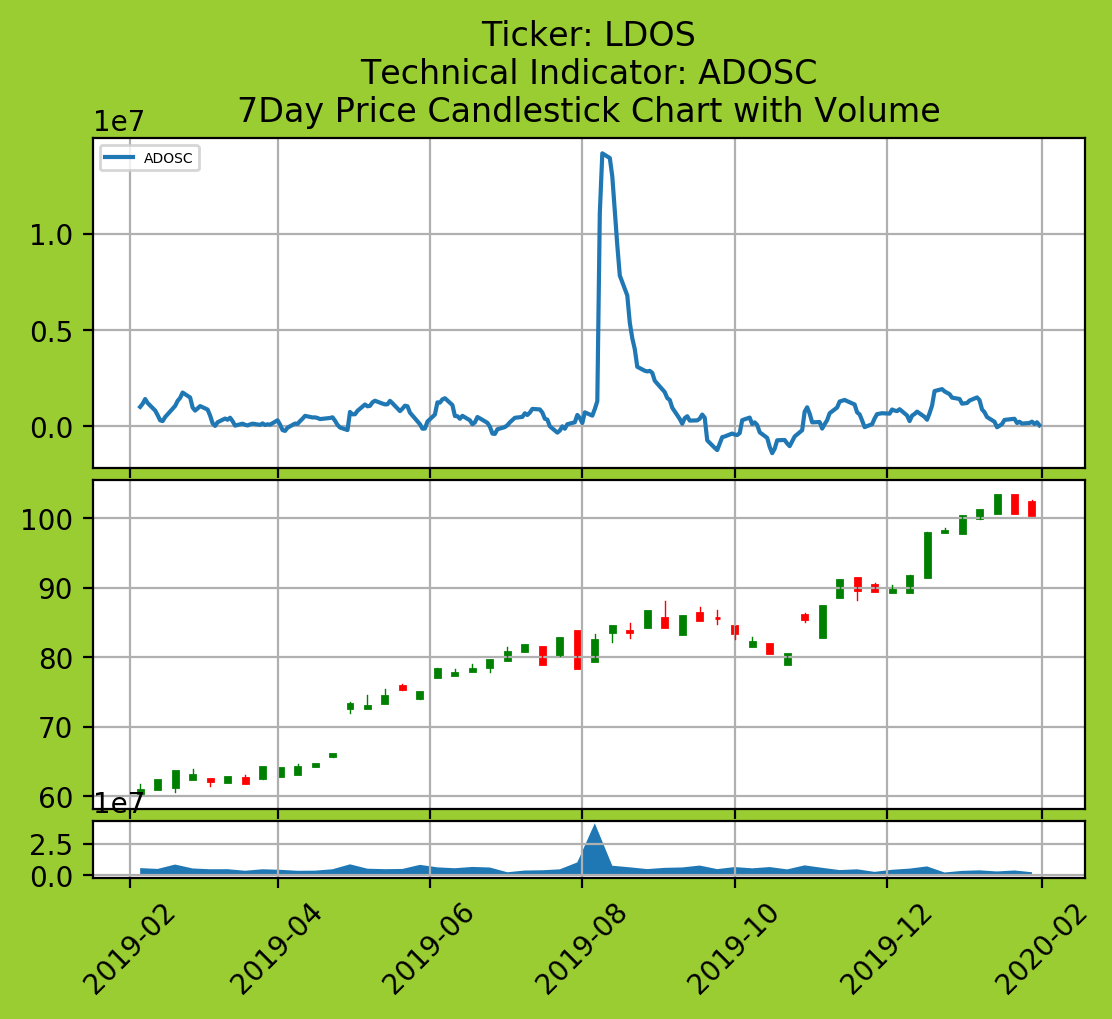 Ticker: LDOS
Technical Indicator: ADOSC
7Day Price Candlestick Chart with Volume
1e7
ADOSC
1.0
0.5
0.0
100
90
80
70
60
1e7
2.5
0.0
2019-02
2019-04
2019-06
2019-08
2019-10
2019-12
2020-02